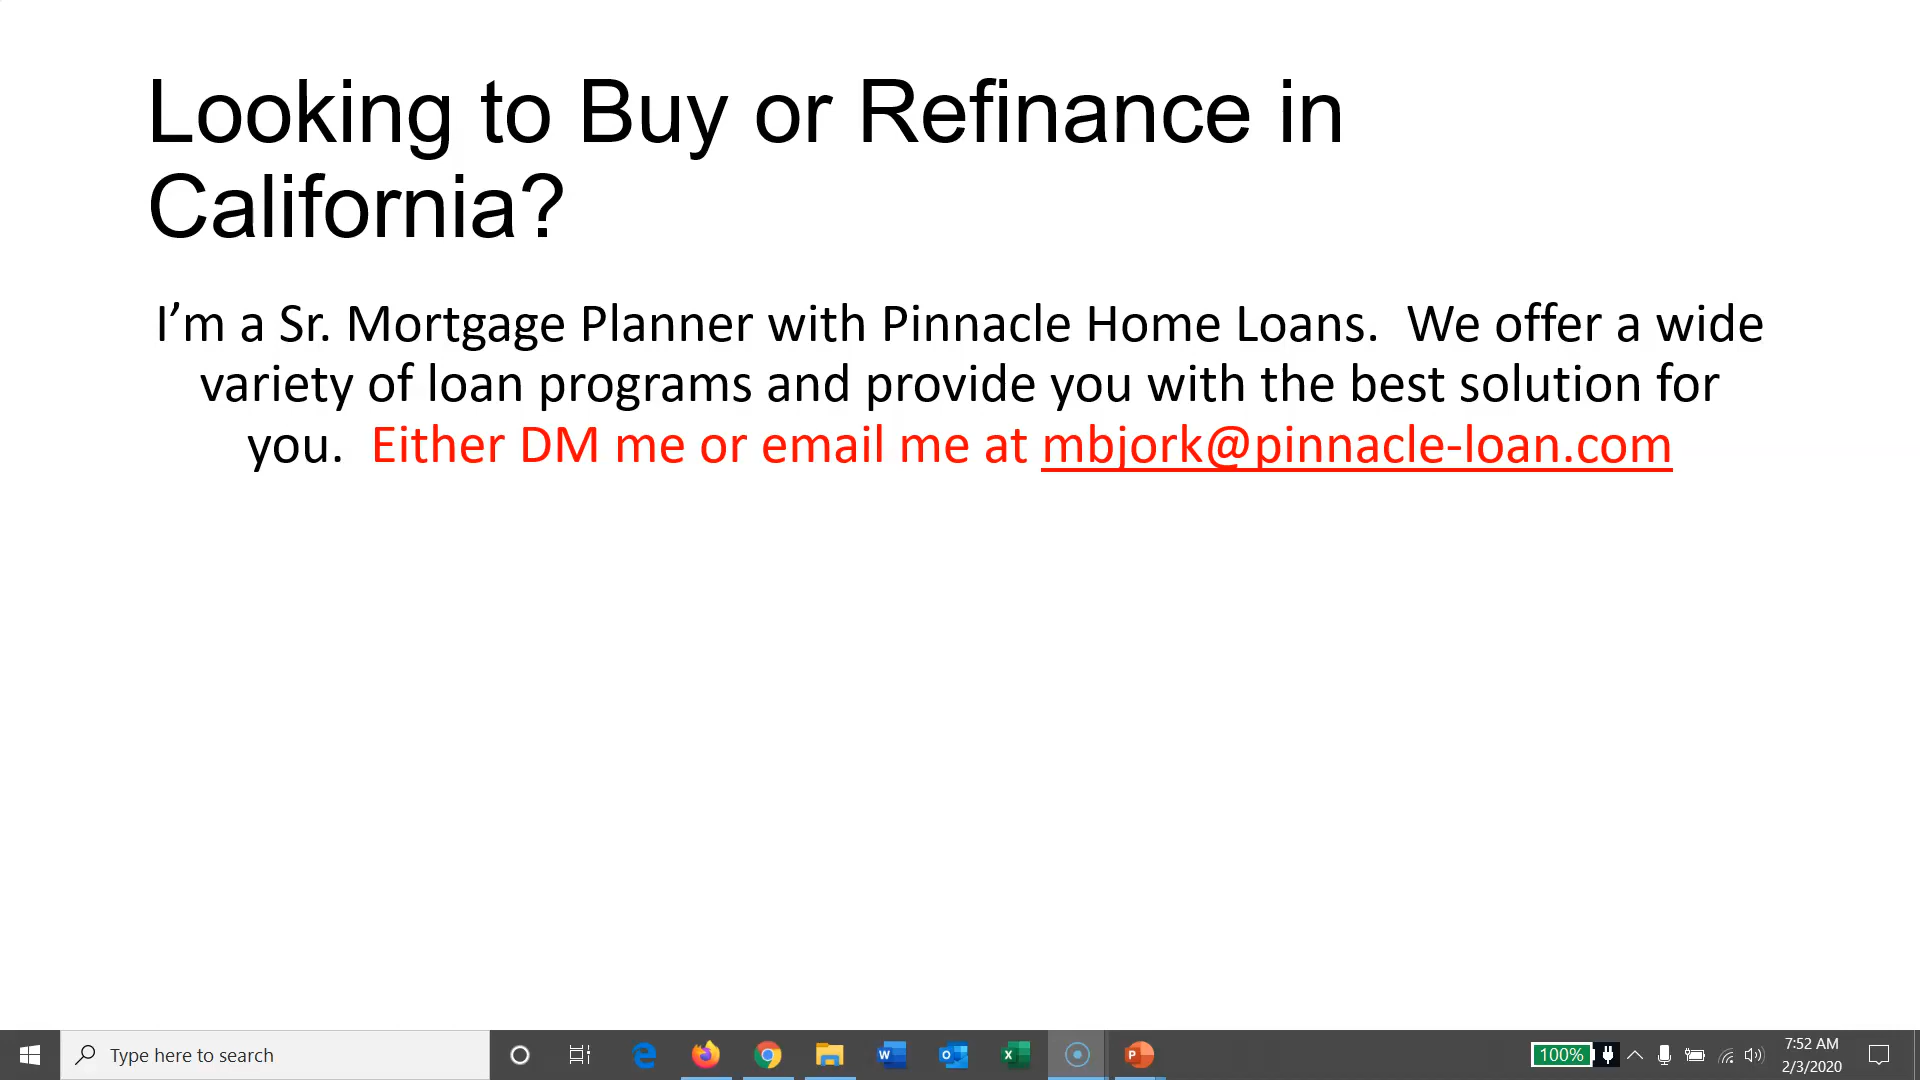 Looking to Buy or Refinance in
California?
I’m a Sr. Mortgage Planner with Pinnacle Home Loans.  We offer a wide
variety of loan programs and provide you with the best solution for
you.  Either DM me or email me at mbjork@pinnacle-loan.com
Type here to search
100%
7:52 AM
2/3/2020